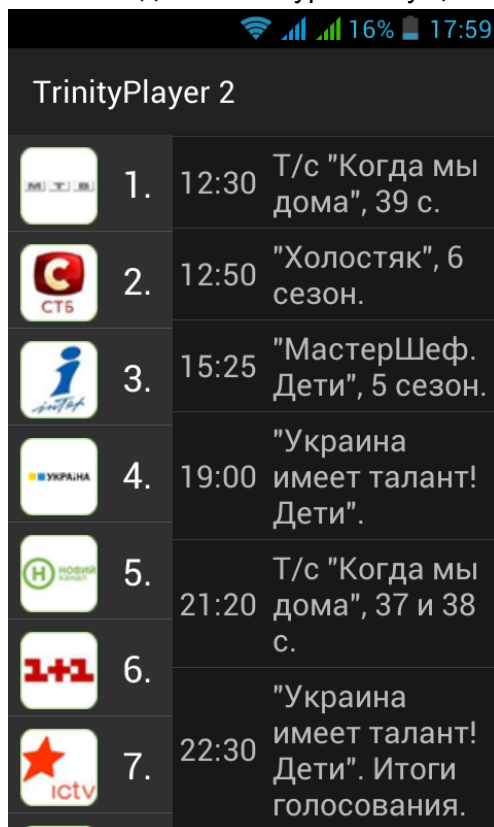 16% 17:59
TrinityPlayer 2
МТВ 1.
СТБ 2.
інтер 3.
УКРАЇНА 4.
НОВИЙ КАНАЛ 5.
1+1 6.
ictv 7.
12:30 Т/с "Когда мы
дома", 39 с.
12:50 "Холостяк", 6
сезон.
15:25 "МастерШеф.
Дети", 5 сезон.
19:00 "Украина
имеет талант!
Дети".
21:20 Т/с "Когда мы
дома", 37 и 38
с.
22:30 "Украина
имеет талант!
Дети". Итоги
голосования.